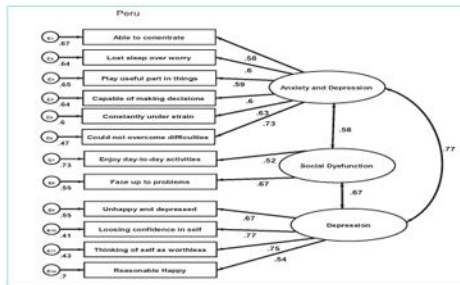 Peru
Able to conentrate
.67
Lost sleap over worry
.64
.58
Play useful part in things
.65
.6
Anxiety and Depression
.59
Capable of making decisions
.64
.6
Constantly under strain
.6
.63
Could not overcome difficulties
.47
.73
.58
Enjoy day-to-day activities
.73
.52
.77
Social Dysfunction
Face up to problems
.55
.67
.67
Unhappy and depressed
.55
.67
Loosing confidence in self
.41
.77
Depression
Thinking of self as worthless
.43
.75
.54
Reasonable Happy
.7